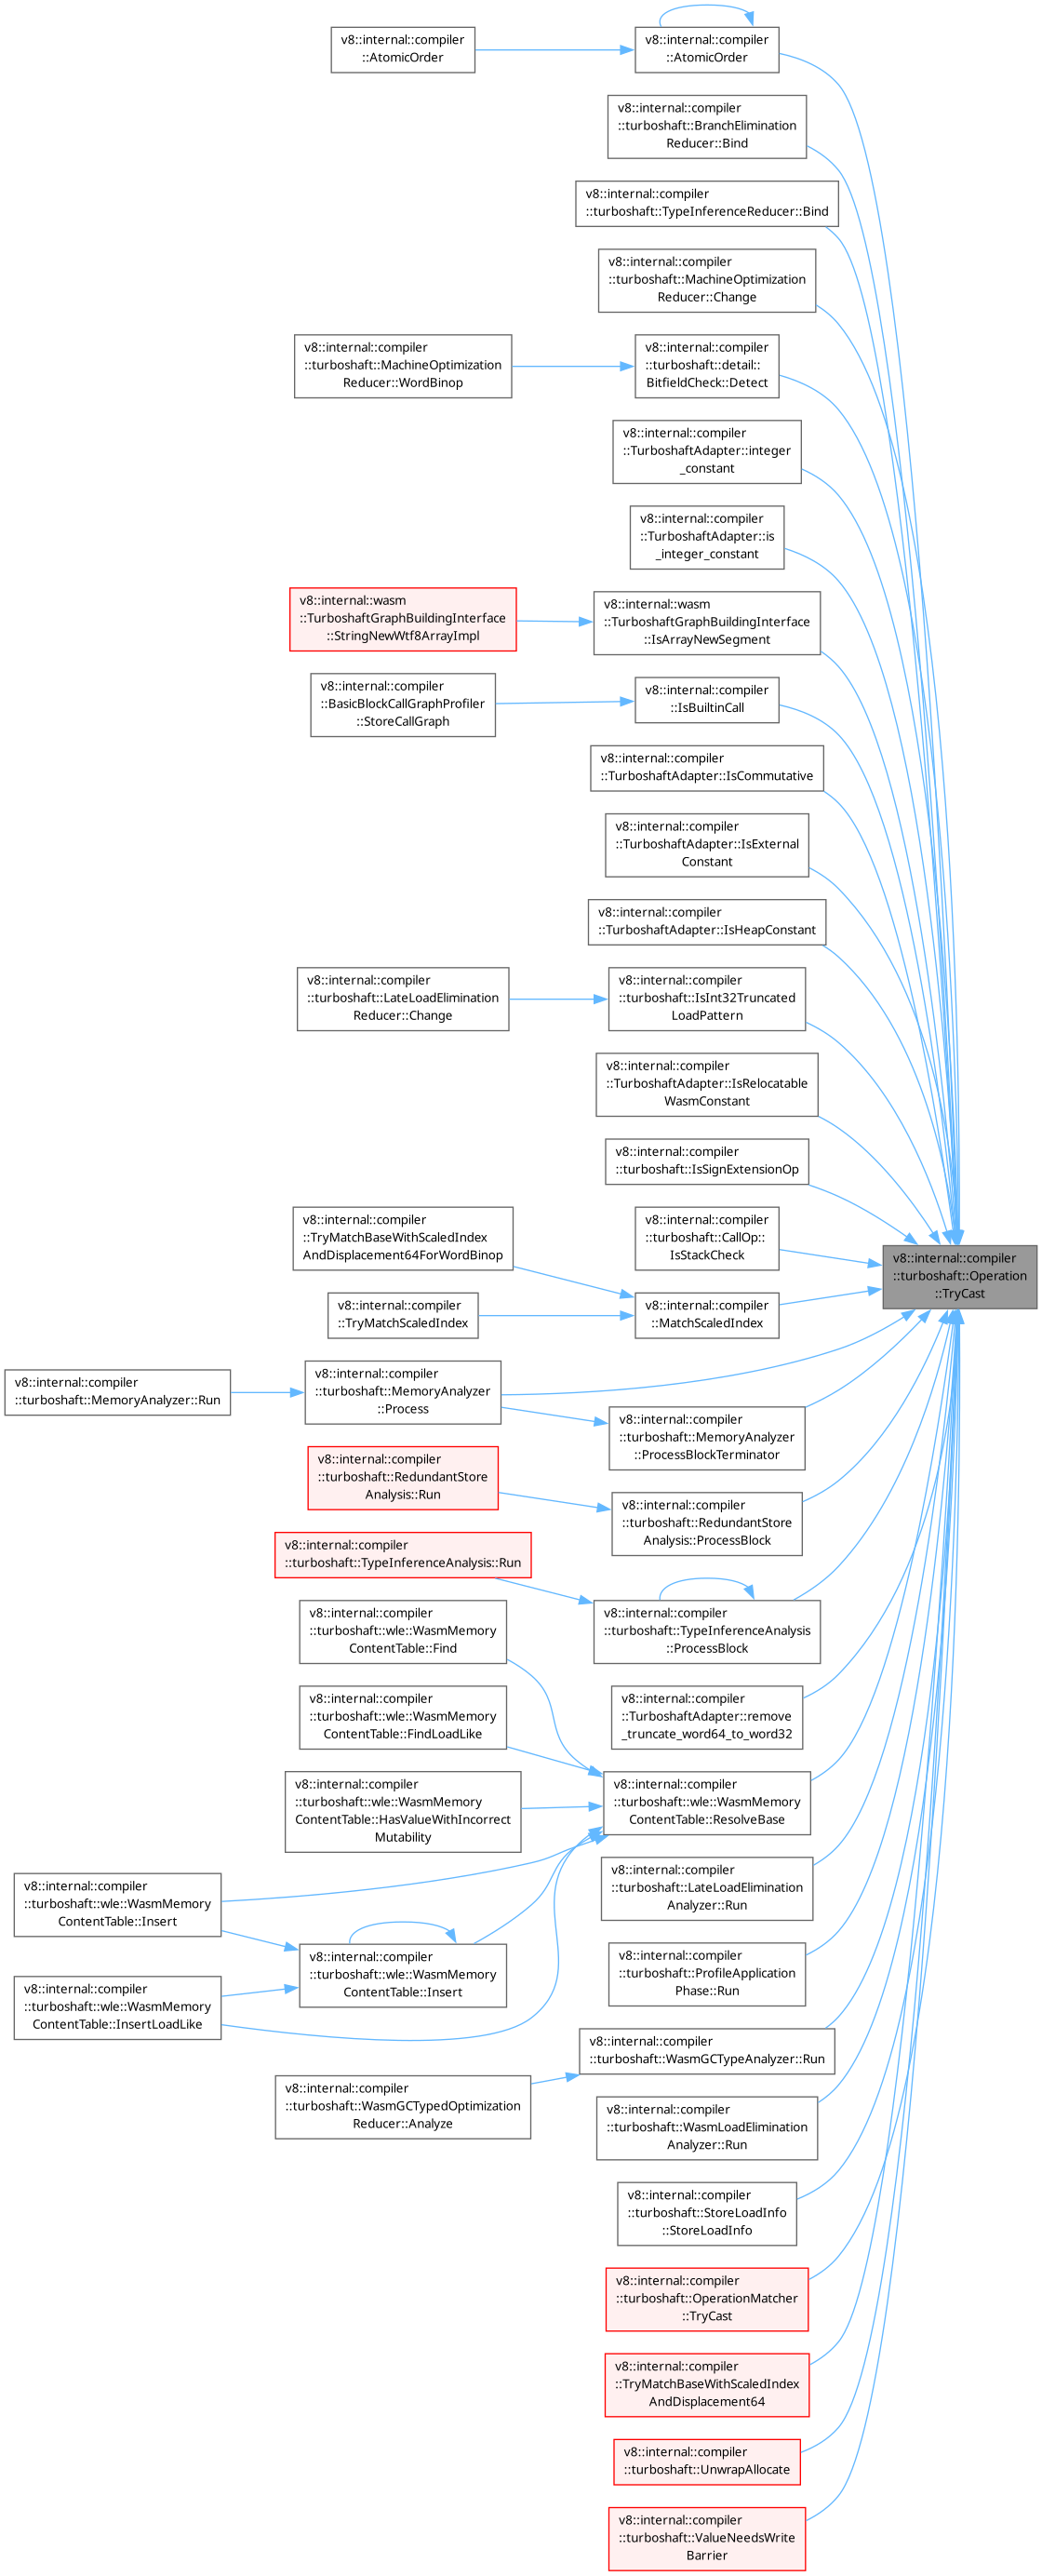 v8::internal::compiler
::AtomicOrder
v8::internal::compiler
::AtomicOrder
v8::internal::compiler
::turboshaft::BranchElimination
Reducer::Bind
v8::internal::compiler
::turboshaft::TypeInferenceReducer::Bind
v8::internal::compiler
::turboshaft::MachineOptimization
Reducer::Change
v8::internal::compiler
::turboshaft::MachineOptimization
Reducer::WordBinop
v8::internal::compiler
::turboshaft::detail::
BitfieldCheck::Detect
v8::internal::compiler
::TurboshaftAdapter::integer
_constant
v8::internal::compiler
::TurboshaftAdapter::is
_integer_constant
v8::internal::wasm
::TurboshaftGraphBuildingInterface
::StringNewWtf8ArrayImpl
v8::internal::wasm
::TurboshaftGraphBuildingInterface
::IsArrayNewSegment
v8::internal::compiler
::BasicBlockCallGraphProfiler
::StoreCallGraph
v8::internal::compiler
::IsBuiltinCall
v8::internal::compiler
::TurboshaftAdapter::IsCommutative
v8::internal::compiler
::TurboshaftAdapter::IsExternal
Constant
v8::internal::compiler
::TurboshaftAdapter::IsHeapConstant
v8::internal::compiler
::turboshaft::LateLoadElimination
Reducer::Change
v8::internal::compiler
::turboshaft::IsInt32Truncated
LoadPattern
v8::internal::compiler
::TurboshaftAdapter::IsRelocatable
WasmConstant
v8::internal::compiler
::turboshaft::IsSignExtensionOp
v8::internal::compiler
::TryMatchBaseWithScaledIndex
AndDisplacement64ForWordBinop
v8::internal::compiler
::turboshaft::CallOp::
IsStackCheck
v8::internal::compiler
::turboshaft::Operation
::TryCast
v8::internal::compiler
::TryMatchScaledIndex
v8::internal::compiler
::MatchScaledIndex
v8::internal::compiler
::turboshaft::MemoryAnalyzer::Run
v8::internal::compiler
::turboshaft::MemoryAnalyzer
::Process
v8::internal::compiler
::turboshaft::MemoryAnalyzer
::ProcessBlockTerminator
v8::internal::compiler
::turboshaft::RedundantStore
Analysis::Run
v8::internal::compiler
::turboshaft::RedundantStore
Analysis::ProcessBlock
v8::internal::compiler
::turboshaft::TypeInferenceAnalysis::Run
v8::internal::compiler
::turboshaft::TypeInferenceAnalysis
::ProcessBlock
v8::internal::compiler
::turboshaft::wle::WasmMemory
ContentTable::Find
v8::internal::compiler
::TurboshaftAdapter::remove
_truncate_word64_to_word32
v8::internal::compiler
::turboshaft::wle::WasmMemory
ContentTable::FindLoadLike
v8::internal::compiler
::turboshaft::wle::WasmMemory
ContentTable::HasValueWithIncorrect
Mutability
v8::internal::compiler
::turboshaft::wle::WasmMemory
ContentTable::ResolveBase
v8::internal::compiler
::turboshaft::LateLoadElimination
Analyzer::Run
v8::internal::compiler
::turboshaft::wle::WasmMemory
ContentTable::Insert
v8::internal::compiler
::turboshaft::wle::WasmMemory
ContentTable::Insert
v8::internal::compiler
::turboshaft::ProfileApplication
Phase::Run
v8::internal::compiler
::turboshaft::wle::WasmMemory
ContentTable::InsertLoadLike
v8::internal::compiler
::turboshaft::WasmGCTypeAnalyzer::Run
v8::internal::compiler
::turboshaft::WasmGCTypedOptimization
Reducer::Analyze
v8::internal::compiler
::turboshaft::WasmLoadElimination
Analyzer::Run
v8::internal::compiler
::turboshaft::StoreLoadInfo
::StoreLoadInfo
v8::internal::compiler
::turboshaft::OperationMatcher
::TryCast
v8::internal::compiler
::TryMatchBaseWithScaledIndex
AndDisplacement64
v8::internal::compiler
::turboshaft::UnwrapAllocate
v8::internal::compiler
::turboshaft::ValueNeedsWrite
Barrier